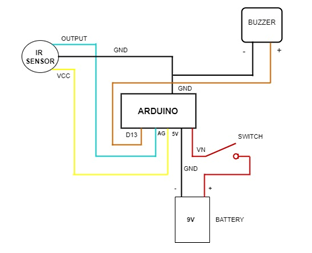 BUZZER
OUTPUT
GND
- +
IR
SENSOR
VCC
GND
ARDUINO
D13 AG 5V
SWITCH
VN
GND
- +
9V BATTERY